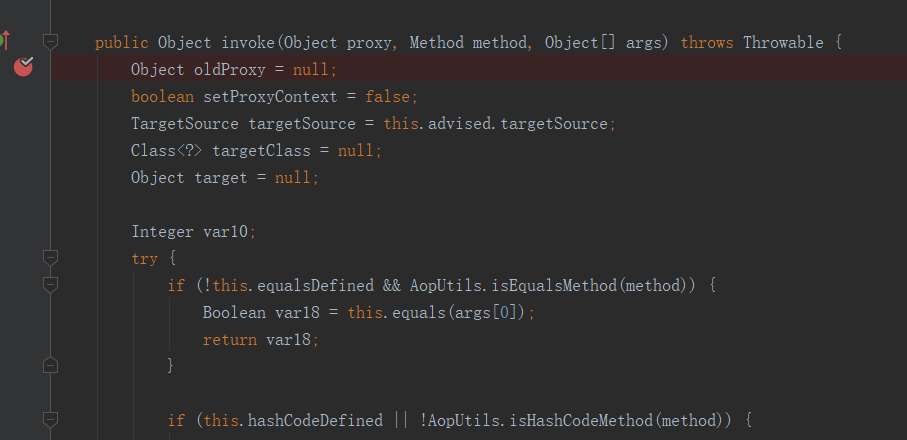 public Object invoke(Object proxy, Method method, Object[] args) throws Throwable {
Object oldProxy = null;
boolean setProxyContext = false;
TargetSource targetSource = this.advised.targetSource;
Class<?> targetClass = null;
Object target = null;
Integer var10;
try {
if (!this.equalsDefined && AopUtils.isEqualsMethod(method)) {
Boolean var18 = this.equals(args[0]);
return var18;
}
if (this.hashCodeDefined || !AopUtils.isHashCodeMethod(method)) {